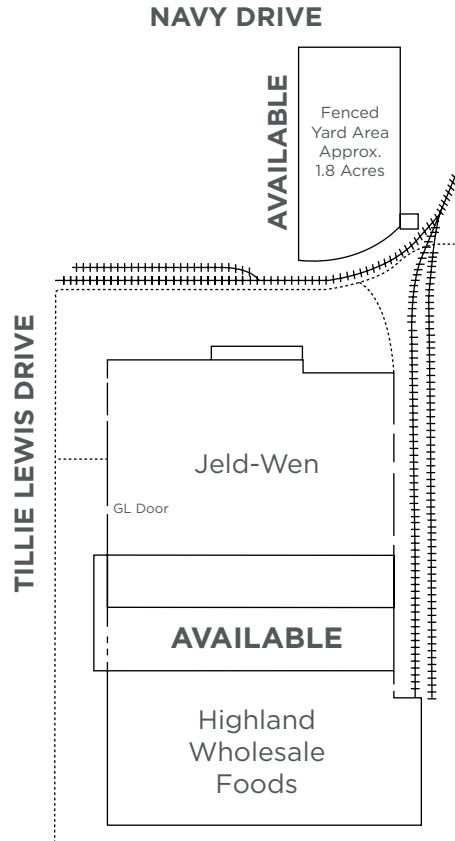 NAVY DRIVE
AVAILABLE
Fenced
Yard Area
Approx.
1.8 Acres
TILLIE LEWIS DRIVE
Jeld-Wen
GL Door
AVAILABLE
Highland
Wholesale
Foods